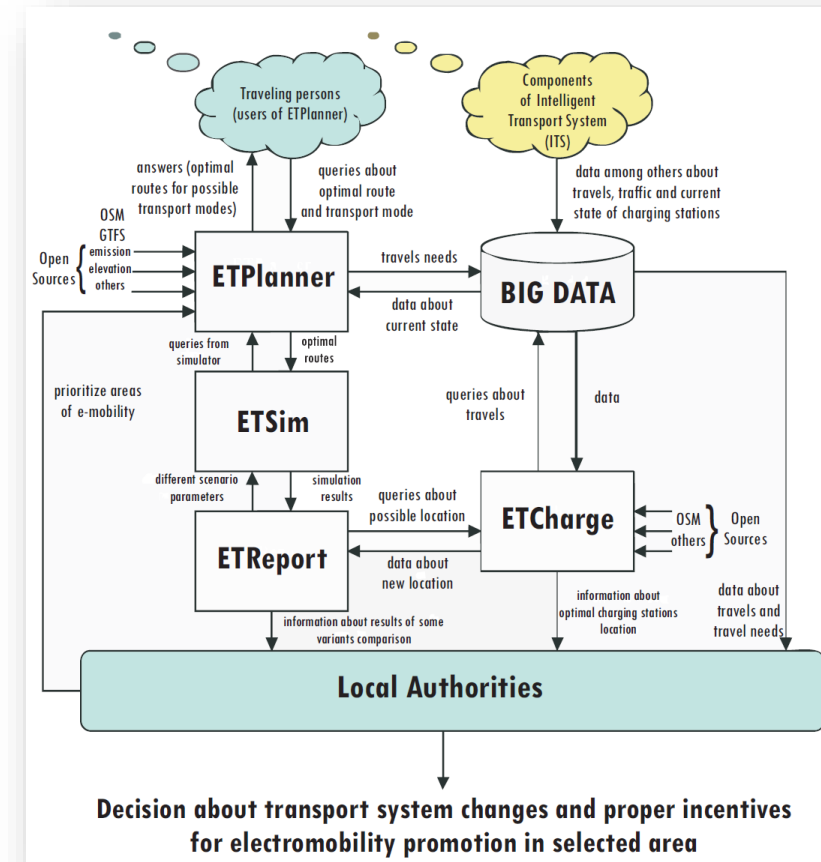 Traveling persons
(users of ETPlanner)
Components
of Intelligent
Transport System
(ITS)
answers (optimal
routes for possible
transport modes)
queries about
optimal route
and transport mode
data among others about
travels, traffic and current
state of charging stations
OSM
GTFS
emission
elevation
others
Open
Sources
ETPlanner
travels needs
data about
current state
BIG DATA
queries from
simulator
optimal
routes
prioritize areas
of e-mobility
queries about
travels
data
ETSim
different scenario
parameters
simulation
results
queries about
possible location
ETCharge
OSM
others
Open
Sources
ETReport
data about
new location
information about results of some
variants comparison
information about
optimal charging stations
location
data about
travels and
travel needs
Local Authorities
Decision about transport system changes and proper incentives
for electromobility promotion in selected area